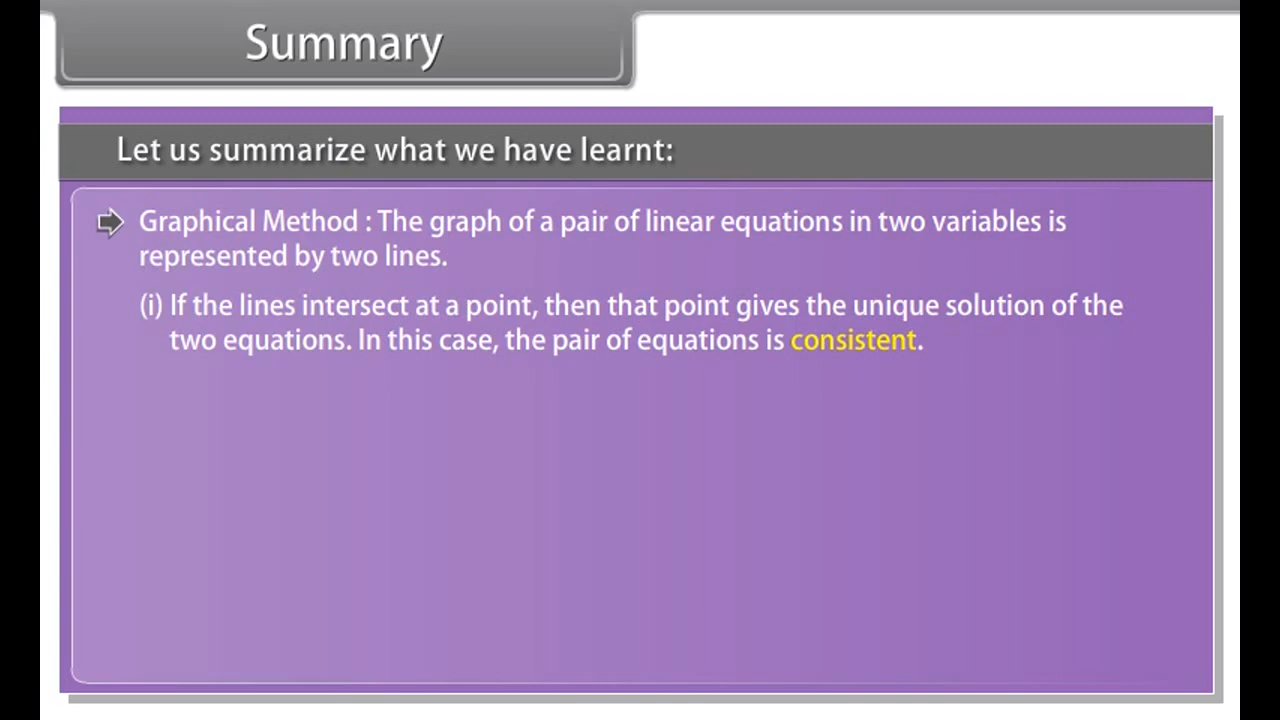 Summary
Let us summarize what we have learnt:
Graphical Method : The graph of a pair of linear equations in two variables is
represented by two lines.
(i) If the lines intersect at a point, then that point gives the unique solution of the
two equations. In this case, the pair of equations is consistent.